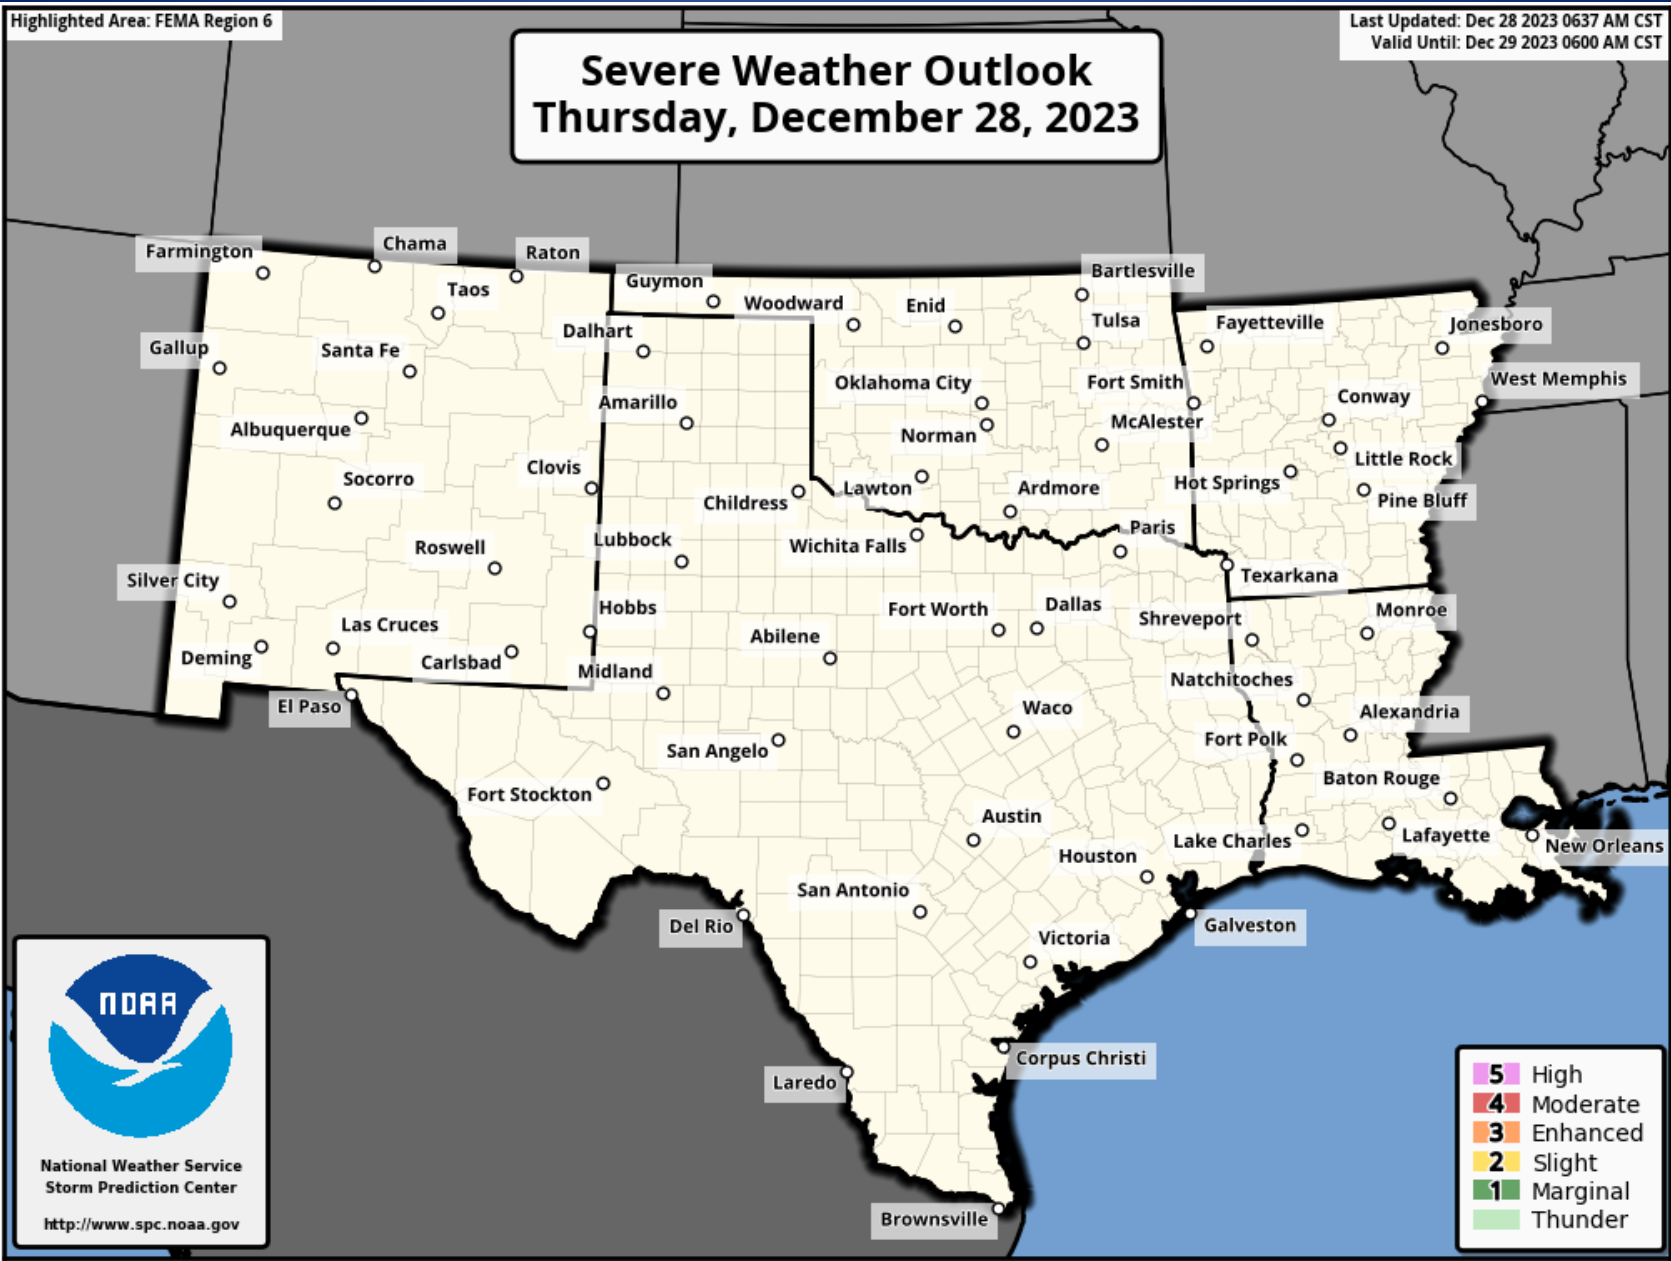 Highlighted Area: FEMA Region 6
Last Updated: Dec 28 2023 0637 AM CST
Valid Until: Dec 29 2023 0600 AM CST
Severe Weather Outlook
Thursday, December 28, 2023
Farmington
Chama
Raton
Taos
Guymon
Woodward
Enid
Bartlesville
Tulsa
Fayetteville
Jonesboro
Gallup
Santa Fe
Dalhart
Albuquerque
Amarillo
Oklahoma City
Norman
Fort Smith
McAlester
Conway
West Memphis
Socorro
Clovis
Childress
Lawton
Ardmore
Hot Springs
Little Rock
Pine Bluff
Roswell
Lubbock
Wichita Falls
Paris
Texarkana
Silver City
Las Cruces
Hobbs
Fort Worth
Dallas
Shreveport
Monroe
Deming
Carlsbad
Midland
Abilene
Natchitoches
El Paso
Waco
Alexandria
San Angelo
Fort Polk
Fort Stockton
Baton Rouge
Austin
Lake Charles
Lafayette
New Orleans
Houston
San Antonio
Del Rio
Galveston
Victoria
Corpus Christi
Laredo
Brownsville
NOAA
National Weather Service
Storm Prediction Center
http://www.spc.noaa.gov
5 High
4 Moderate
3 Enhanced
2 Slight
1 Marginal
Thunder